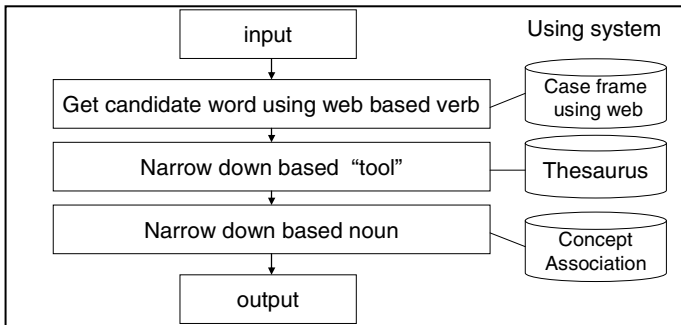 input
Using system
Get candidate word using web based verb
Case frame
using web
Narrow down based “tool”
Thesaurus
Narrow down based noun
Concept
Association
output